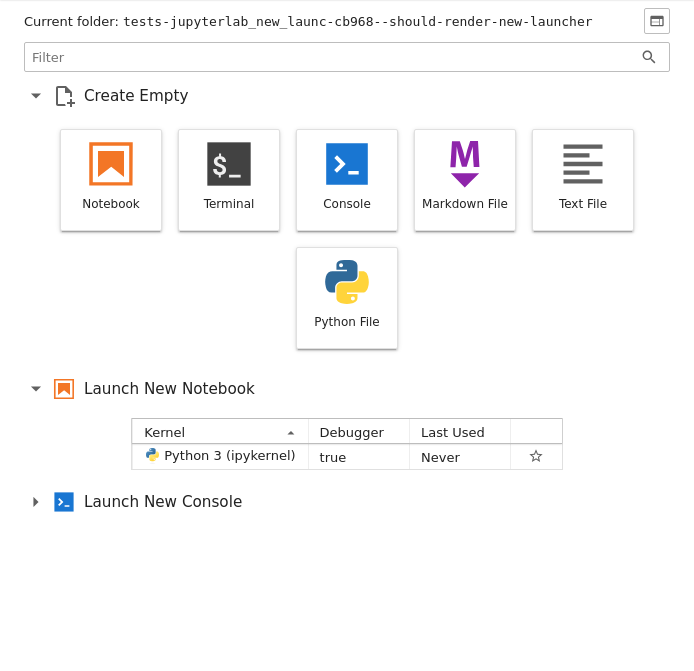 Current folder: tests-jupyterlab_new_launc-cb968--should-render-new-launcher
Filter
Create Empty
$_
M
Notebook Terminal Console Markdown File Text File
Python File
Launch New Notebook
Kernel Debugger Last Used
Python 3 (ipykernel) true Never
Launch New Console